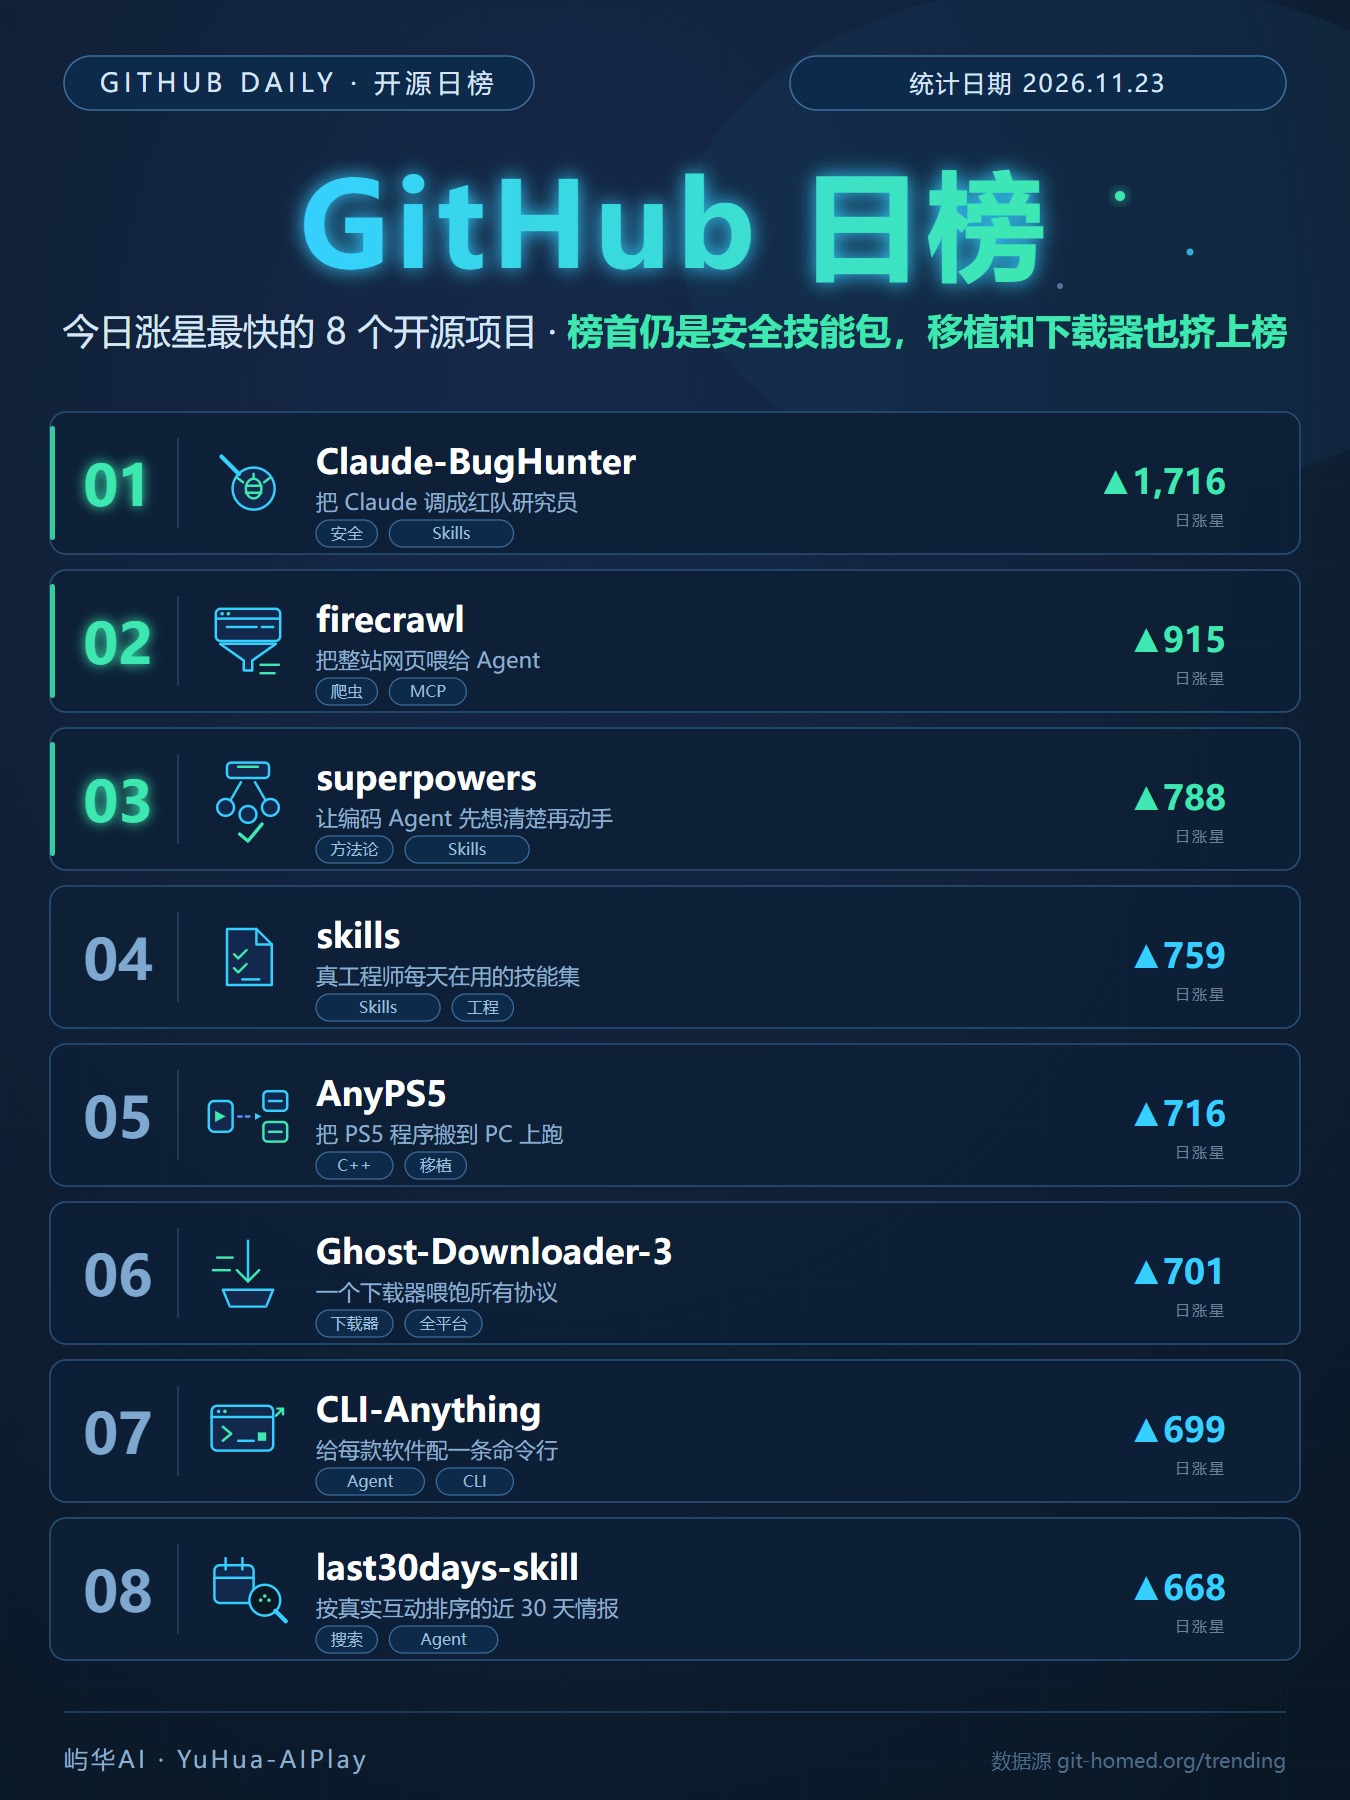 GITHUB DAILY · 开源日榜
统计日期 2026.11.23
GitHub 日榜
今日涨星最快的 8 个开源项目 · 榜首仍是安全技能包，移植和下载器也挤上榜
01
Claude-BugHunter
把 Claude 调成红队研究员
安全
Skills
▲1,716
日涨星
02
firecrawl
把整站网页喂给 Agent
爬虫
MCP
▲915
日涨星
03
superpowers
让编码 Agent 先想清楚再动手
方法论
Skills
▲788
日涨星
04
skills
真工程师每天在用的技能集
Skills
工程
▲759
日涨星
05
AnyPS5
把 PS5 程序搬到 PC 上跑
C++
移植
▲716
日涨星
06
Ghost-Downloader-3
一个下载器喂饱所有协议
下载器
全平台
▲701
日涨星
07
CLI-Anything
给每款软件配一条命令行
Agent
CLI
▲699
日涨星
08
last30days-skill
按真实互动排序的近 30 天情报
搜索
Agent
▲668
日涨星
屿华AI · YuHua-AIPlay
数据源 git-homed.org/trending